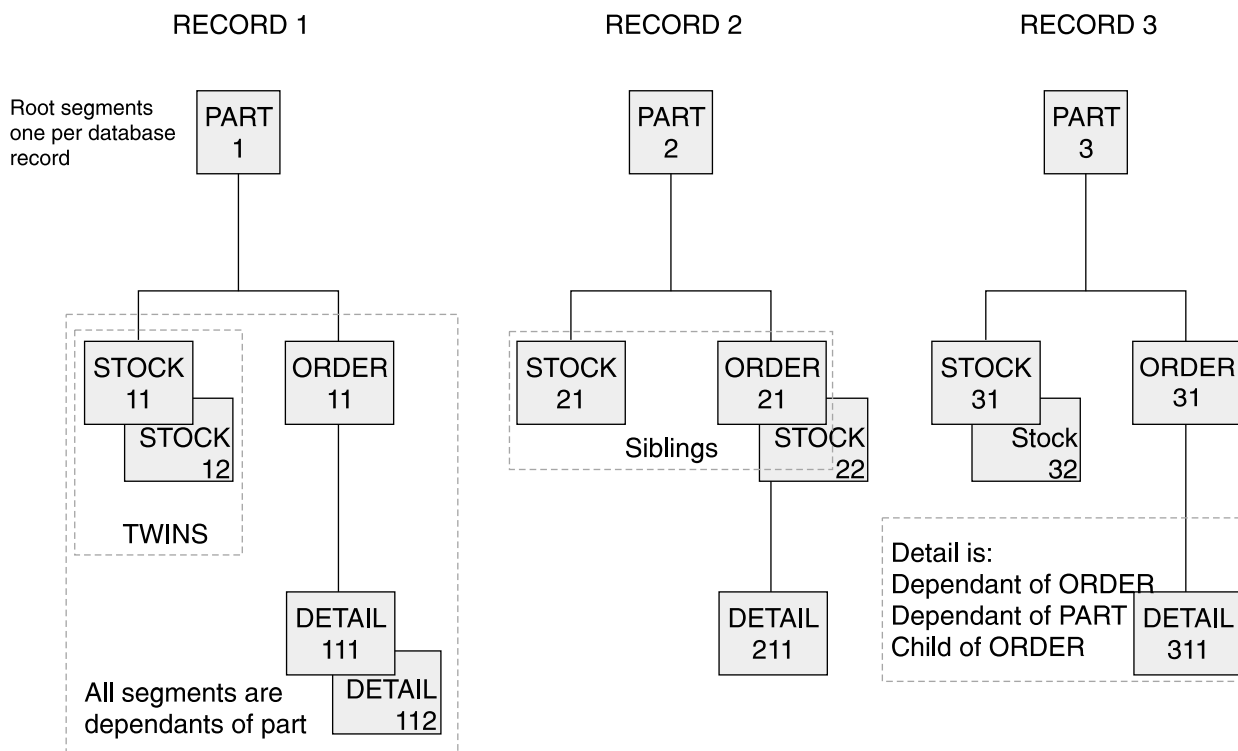 RECORD 1
RECORD 2
RECORD 3
Root segments
one per database
record
PART
1
PART
2
PART
3
STOCK
11
STOCK
12
TWINS
ORDER
11
DETAIL
111
DETAIL
112
All segments are
dependants of part
STOCK
21
ORDER
21
STOCK
22
Siblings
DETAIL
211
STOCK
31
Stock
32
ORDER
31
Detail is:
Dependant of ORDER
Dependant of PART
Child of ORDER
DETAIL
311